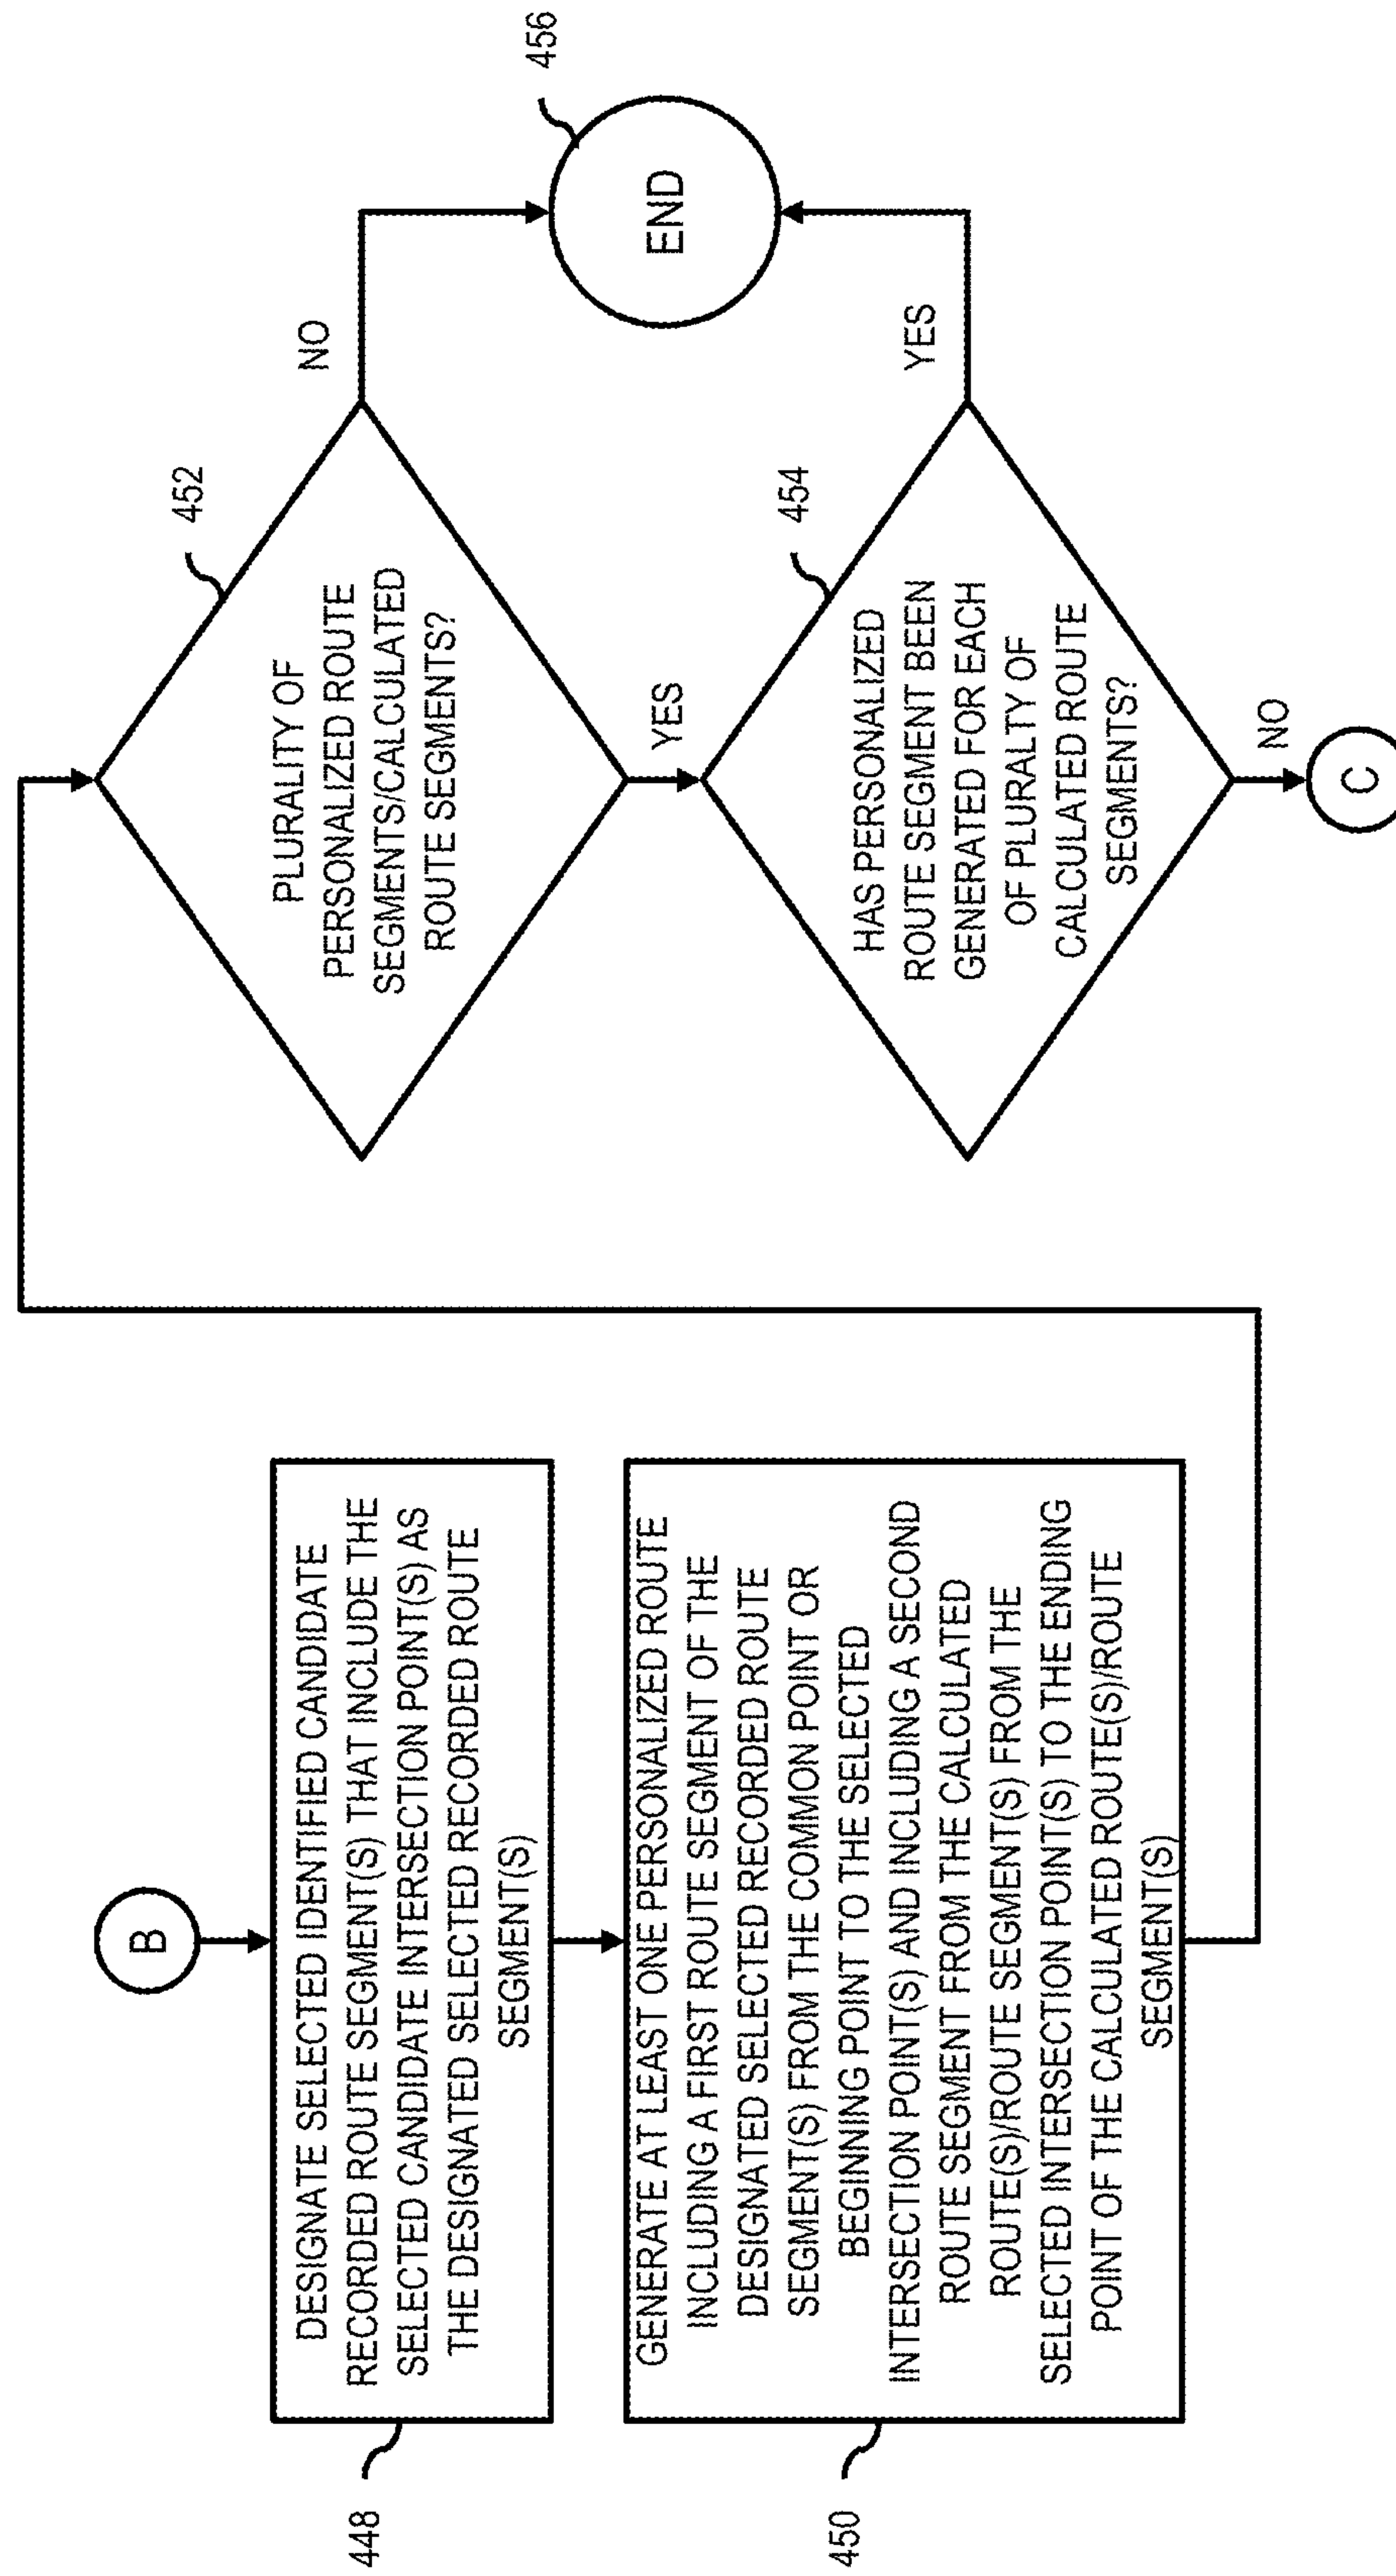 B
DESIGNATE SELECTED IDENTIFIED CANDIDATE
RECORDED ROUTE SEGMENT(S) THAT INCLUDE THE
SELECTED CANDIDATE INTERSECTION POINT(S) AS
THE DESIGNATED SELECTED RECORDED ROUTE
SEGMENT(S)
448
GENERATE AT LEAST ONE PERSONALIZED ROUTE
INCLUDING A FIRST ROUTE SEGMENT OF THE
DESIGNATED SELECTED RECORDED ROUTE
SEGMENT(S) FROM THE COMMON POINT OR
BEGINNING POINT TO THE SELECTED
INTERSECTION POINT(S) AND INCLUDING A SECOND
ROUTE SEGMENT FROM THE CALCULATED
ROUTE(S)/ROUTE SEGMENT(S) FROM THE
SELECTED INTERSECTION POINT(S) TO THE ENDING
POINT OF THE CALCULATED ROUTE(S)/ROUTE
SEGMENT(S)
450
452
PLURALITY OF
PERSONALIZED ROUTE
SEGMENTS/CALCULATED
ROUTE SEGMENTS?
NO
YES
454
HAS PERSONALIZED
ROUTE SEGMENT BEEN
GENERATED FOR EACH
OF PLURALITY OF
CALCULATED ROUTE
SEGMENTS?
YES
NO
C
END
456